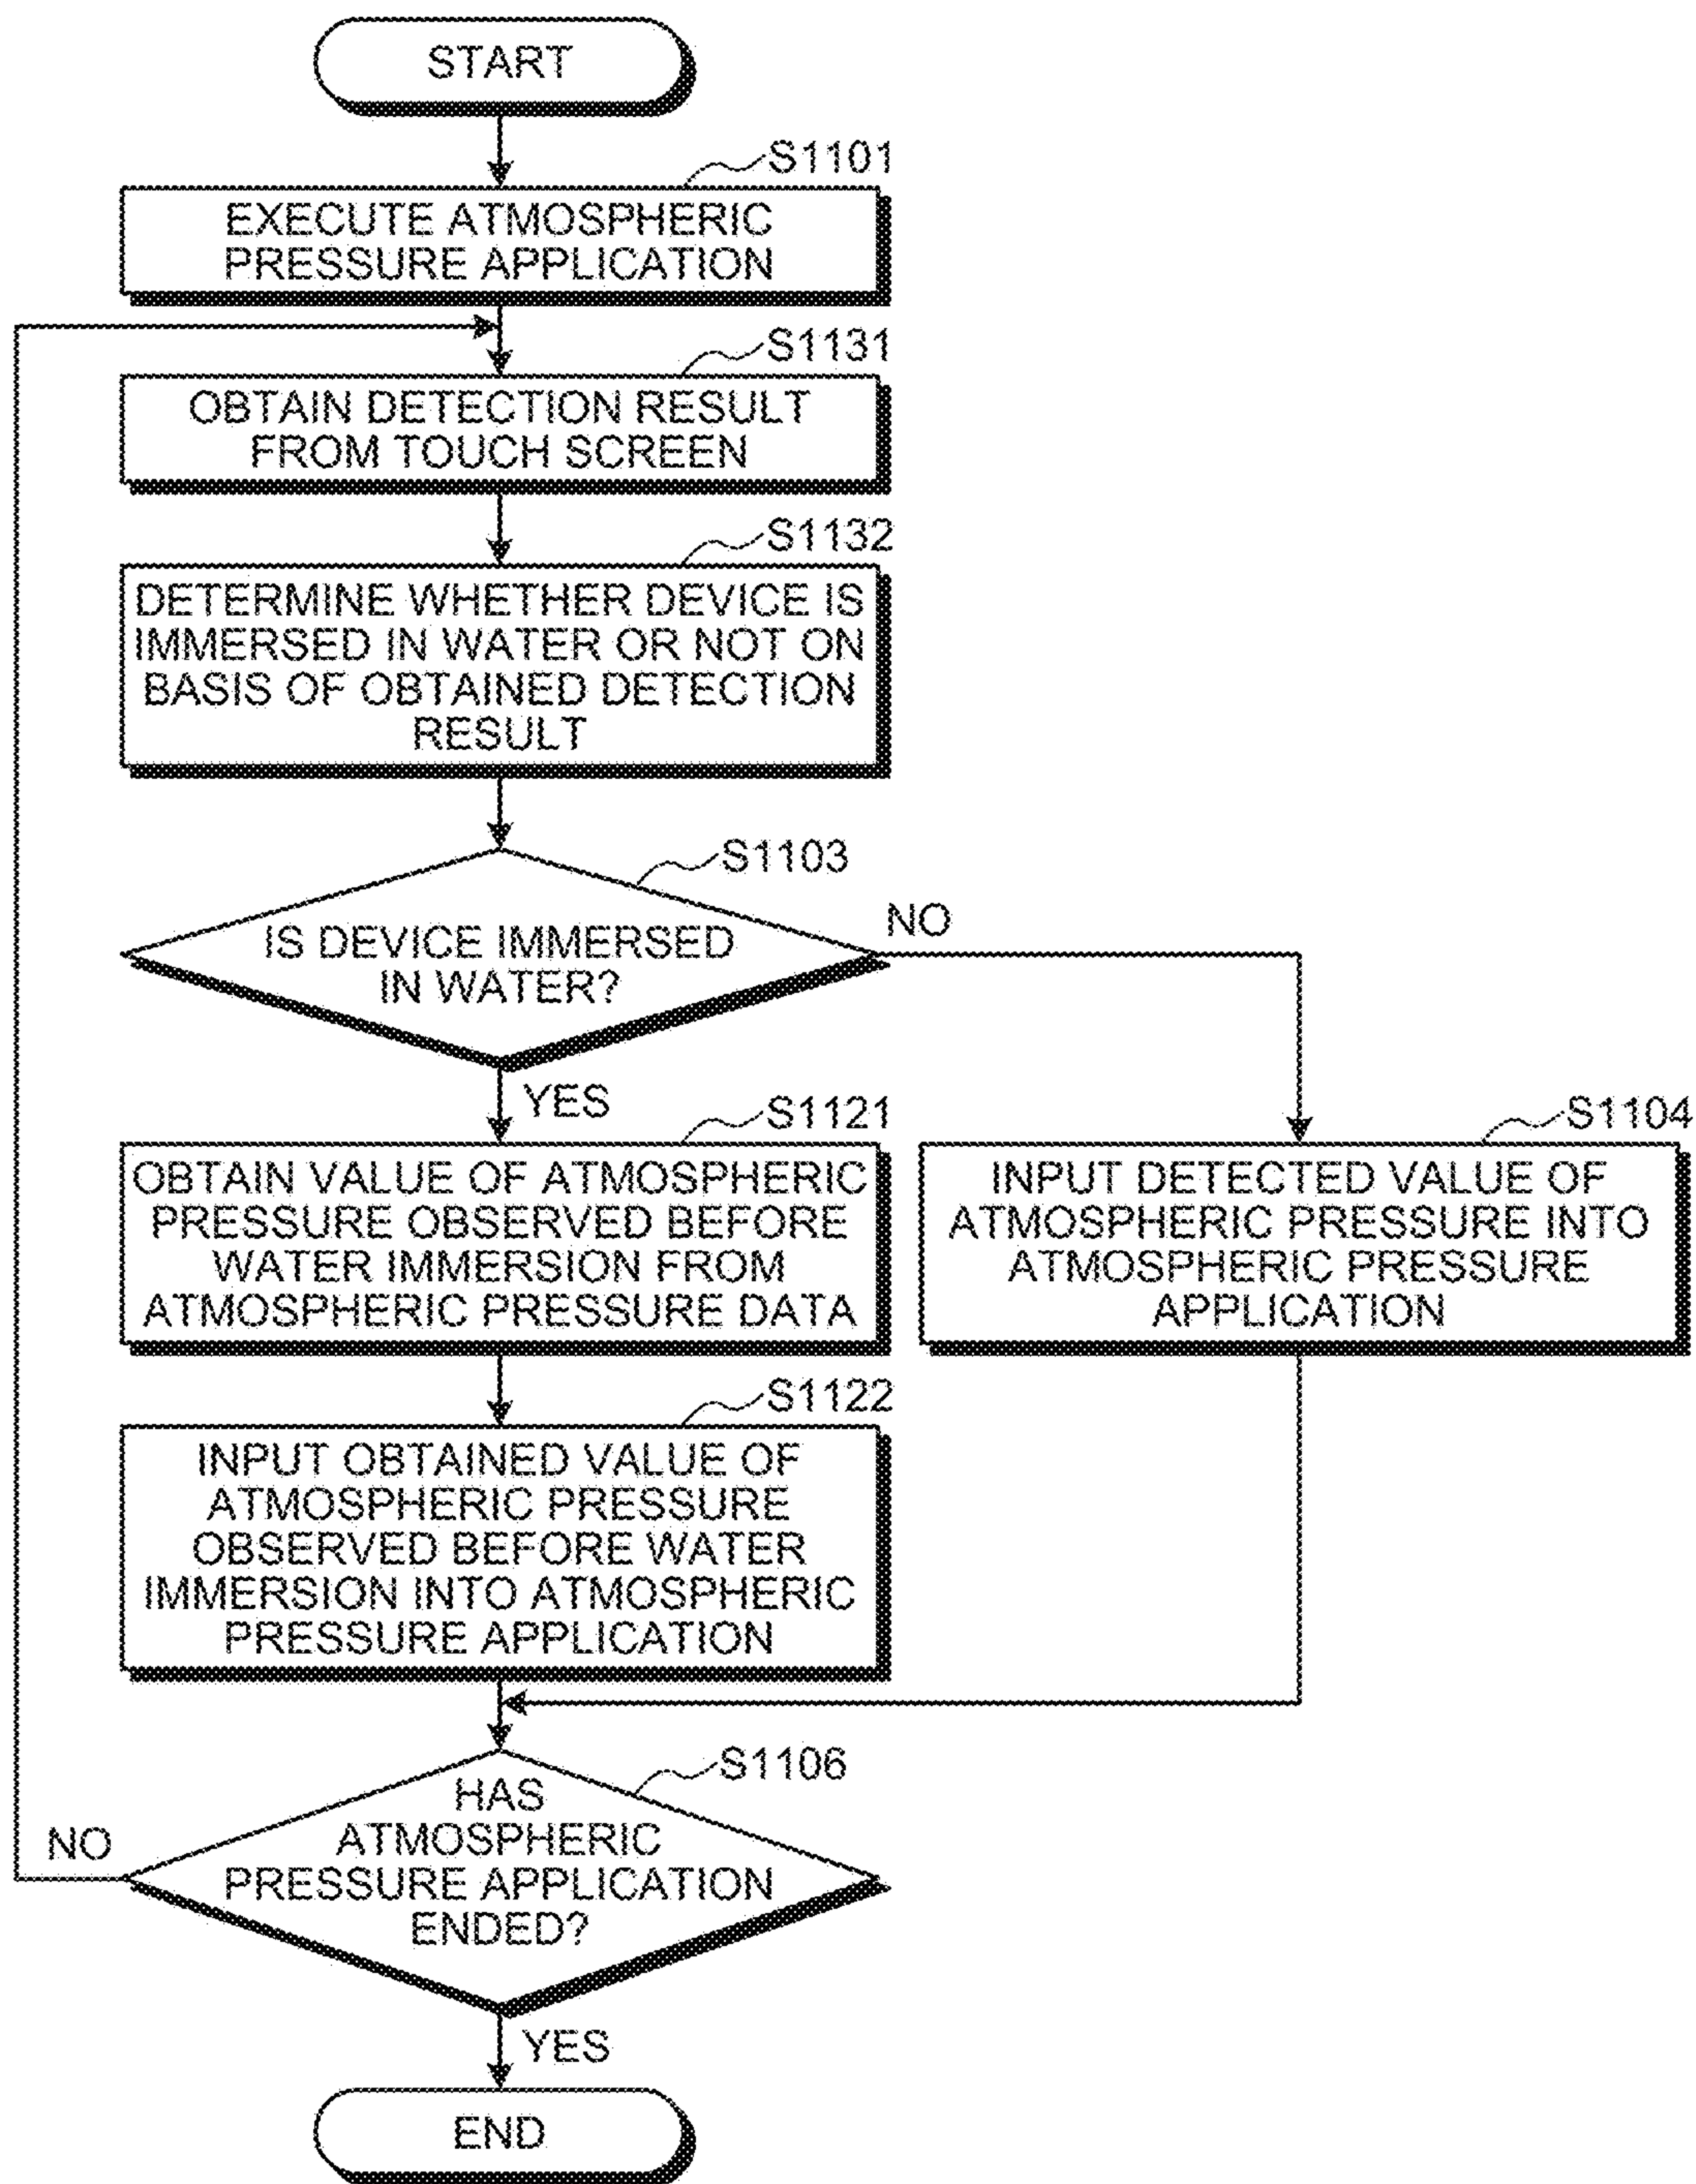 START
S1101
EXECUTE ATMOSPHERIC
PRESSURE APPLICATION
S1131
OBTAIN DETECTION RESULT
FROM TOUCH SCREEN
S1132
DETERMINE WHETHER DEVICE IS
IMMERSED IN WATER OR NOT ON
BASIS OF OBTAINED DETECTION
RESULT
S1103
IS DEVICE IMMERSED
IN WATER?
NO
YES
S1121
OBTAIN VALUE OF ATMOSPHERIC
PRESSURE OBSERVED BEFORE
WATER IMMERSION FROM
ATMOSPHERIC PRESSURE DATA
S1104
INPUT DETECTED VALUE OF
ATMOSPHERIC PRESSURE INTO
ATMOSPHERIC PRESSURE
APPLICATION
S1122
INPUT OBTAINED VALUE OF
ATMOSPHERIC PRESSURE
OBSERVED BEFORE WATER
IMMERSION INTO ATMOSPHERIC
PRESSURE APPLICATION
S1106
HAS
ATMOSPHERIC
PRESSURE APPLICATION
ENDED?
NO
YES
END